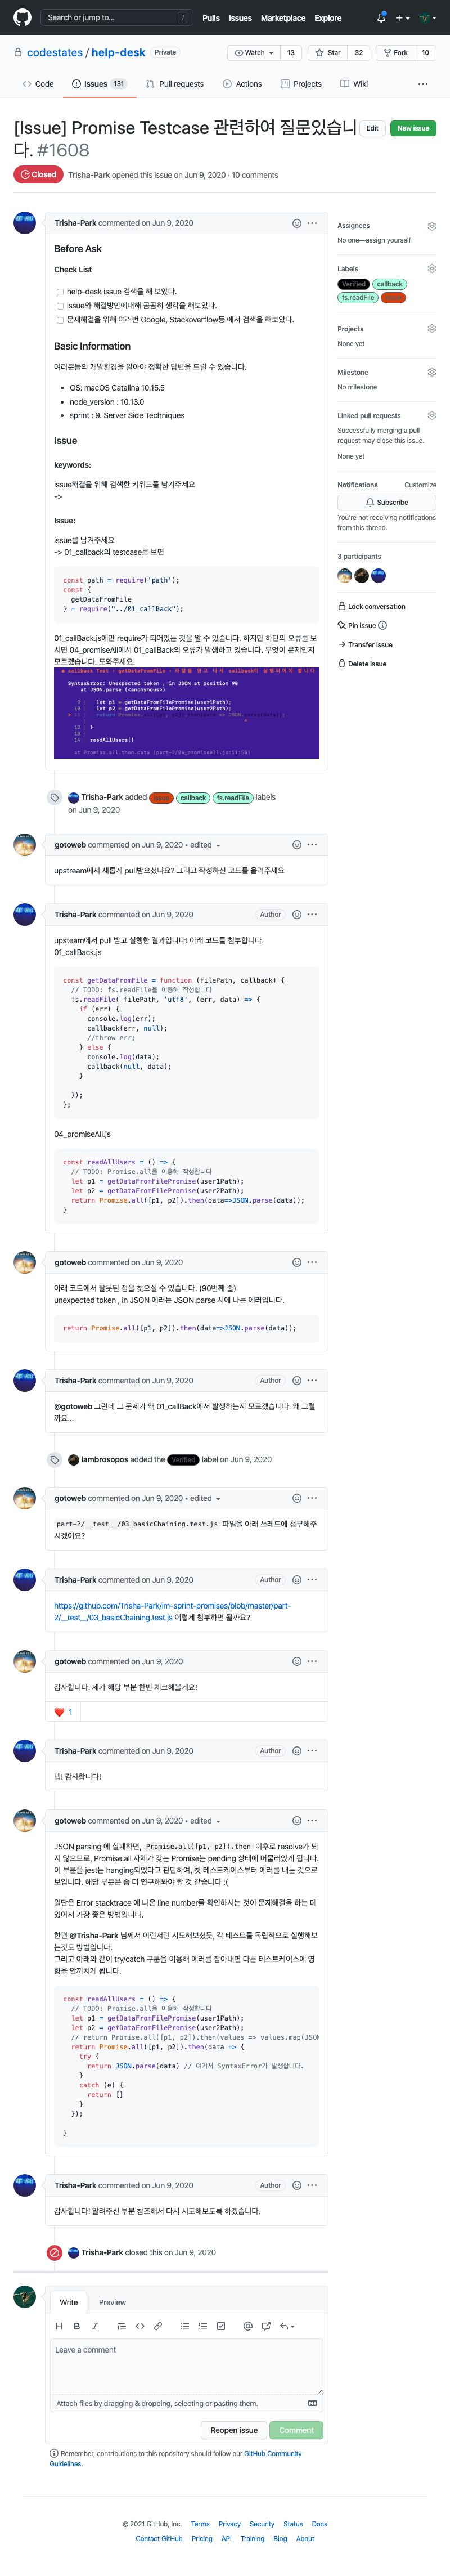 Search or jump to...
/
Pulls Issues Marketplace Explore
codestates / help-desk Private
Watch 13
Star 32
Fork 10
Code
Issues 131
Pull requests
Actions
Projects
Wiki
[Issue] Promise Testcase 관련하여 질문있습니
다. #1608
Edit
New issue
Closed
Trisha-Park opened this issue on Jun 9, 2020 · 10 comments
Trisha-Park commented on Jun 9, 2020
Before Ask
Check List
help-desk issue 검색을 해 보았다.
issue와 해결방안에대해 곰곰히 생각을 해보았다.
문제해결을 위해 여러번 Google, Stackoverflow등 에서 검색을 해보았다.
Basic Information
여러분들의 개발환경을 알아야 정확한 답변을 드릴 수 있습니다.
OS: macOS Catalina 10.15.5
node_version : 10.13.0
sprint : 9. Server Side Techniques
Issue
keywords:
issue해결을 위해 검색한 키워드를 남겨주세요
->
Issue:
issue를 남겨주세요
-> 01_callback의 testcase를 보면
const path = require('path');
const {
getDataFromFile
} = require("../01_callBack");
01_callBack.js에만 require가 되어있는 것을 알 수 있습니다. 하지만 하단의 오류를 보
시면 04_promiseAll에서 01_callBack의 오류가 발생하고 있습니다. 무엇이 문제인지
모르겠습니다. 도와주세요.
SyntaxError: Unexpected token , in JSON at position 90
at JSON.parse (<anonymous>)
9 | let p1 = getDataFromFilePromise(user1Path);
10 | let p2 = getDataFromFilePromise(user2Path);
12 | }
13 |
14 | readAllUsers()
at Promise.all.then.data (part-2/04_promiseAll.js:11:50)
Assignees
No one—assign yourself
Labels
Verified
callback
fs.readFile
Projects
None yet
Milestone
No milestone
Linked pull requests
Successfully merging a pull
request may close this issue.
None yet
Notifications Customize
Subscribe
You're not receiving notifications
from this thread.
3 participants
Lock conversation
Pin issue
Transfer issue
Delete issue
Trisha-Park added callback fs.readFile labels
on Jun 9, 2020
gotoweb commented on Jun 9, 2020 • edited
upstream에서 새롭게 pull받으셨나요? 그리고 작성하신 코드를 올려주세요
Trisha-Park commented on Jun 9, 2020 Author
upsteam에서 pull 받고 실행한 결과입니다! 아래 코드를 첨부합니다.
01_callBack.js
const getDataFromFile = function (filePath, callback) {
// TODO: fs.readFile을 이용해 작성합니다
fs.readFile( filePath, 'utf8', (err, data) => {
if (err) {
console.log(err);
callback(err, null);
//throw err;
} else {
console.log(data);
callback(null, data);
}
});
};
04_promiseAll.js
const readAllUsers = () => {
// TODO: Promise.all을 이용해 작성합니다
let p1 = getDataFromFilePromise(user1Path);
let p2 = getDataFromFilePromise(user2Path);
return Promise.all([p1, p2]).then(data=>JSON.parse(data));
}
gotoweb commented on Jun 9, 2020
아래 코드에서 잘못된 점을 찾으실 수 있습니다. (90번째 줄)
unexpected token , in JSON 에러는 JSON.parse 시에 나는 에러입니다.
return Promise.all([p1, p2]).then(data=>JSON.parse(data));
Trisha-Park commented on Jun 9, 2020 Author
@gotoweb 그런데 그 문제가 왜 01_callBack에서 발생하는지 모르겠습니다. 왜 그럴
까요...
lambrosopos added the Verified label on Jun 9, 2020
gotoweb commented on Jun 9, 2020 • edited
part-2/__test__/03_basicChaining.test.js 파일을 아래 쓰레드에 첨부해주
시겠어요?
Trisha-Park commented on Jun 9, 2020 Author
https://github.com/Trisha-Park/im-sprint-promises/blob/master/part-
2/__test__/03_basicChaining.test.js 이렇게 첨부하면 될까요?
gotoweb commented on Jun 9, 2020
감사합니다. 제가 해당 부분 한번 체크해볼게요!
❤️ 1
Trisha-Park commented on Jun 9, 2020 Author
넵! 감사합니다!
gotoweb commented on Jun 9, 2020 • edited
JSON parsing 에 실패하면, Promise.all([p1, p2]).then 이후로 resolve가 되
지 않으므로, Promise.all 자체가 갖는 Promise는 pending 상태에 머물러있게 됩니다.
이 부분을 jest는 hanging되었다고 판단하여, 첫 테스트케이스부터 에러를 내는 것으로
보입니다. 해당 부분은 좀 더 연구해봐야 할 것 같습니다 :(
일단은 Error stacktrace 에 나온 line number를 확인하시는 것이 문제해결을 하는 데
있어서 가장 좋은 방법입니다.
한편 @Trisha-Park 님께서 이런저런 시도해보셨듯, 각 테스트를 독립적으로 실행해보
는것도 방법입니다.
그리고 아래와 같이 try/catch 구문을 이용해 에러를 잡아내면 다른 테스트케이스에 영
향을 안끼치게 됩니다.
const readAllUsers = () => {
// TODO: Promise.all을 이용해 작성합니다
let p1 = getDataFromFilePromise(user1Path);
let p2 = getDataFromFilePromise(user2Path);
// return Promise.all([p1, p2]).then(values => values.map(JSON
return Promise.all([p1, p2]).then(data => {
try {
return JSON.parse(data) // 여기서 SyntaxError가 발생합니다.
}
catch (e) {
return []
}
});
}
Trisha-Park commented on Jun 9, 2020 Author
감사합니다! 알려주신 부분 참조해서 다시 시도해보도록 하겠습니다.
Trisha-Park closed this on Jun 9, 2020
Write Preview
Leave a comment
Attach files by dragging & dropping, selecting or pasting them.
Reopen issue Comment
Remember, contributions to this repository should follow our GitHub Community
Guidelines.
© 2021 GitHub, Inc. Terms Privacy Security Status Docs
Contact GitHub Pricing API Training Blog About